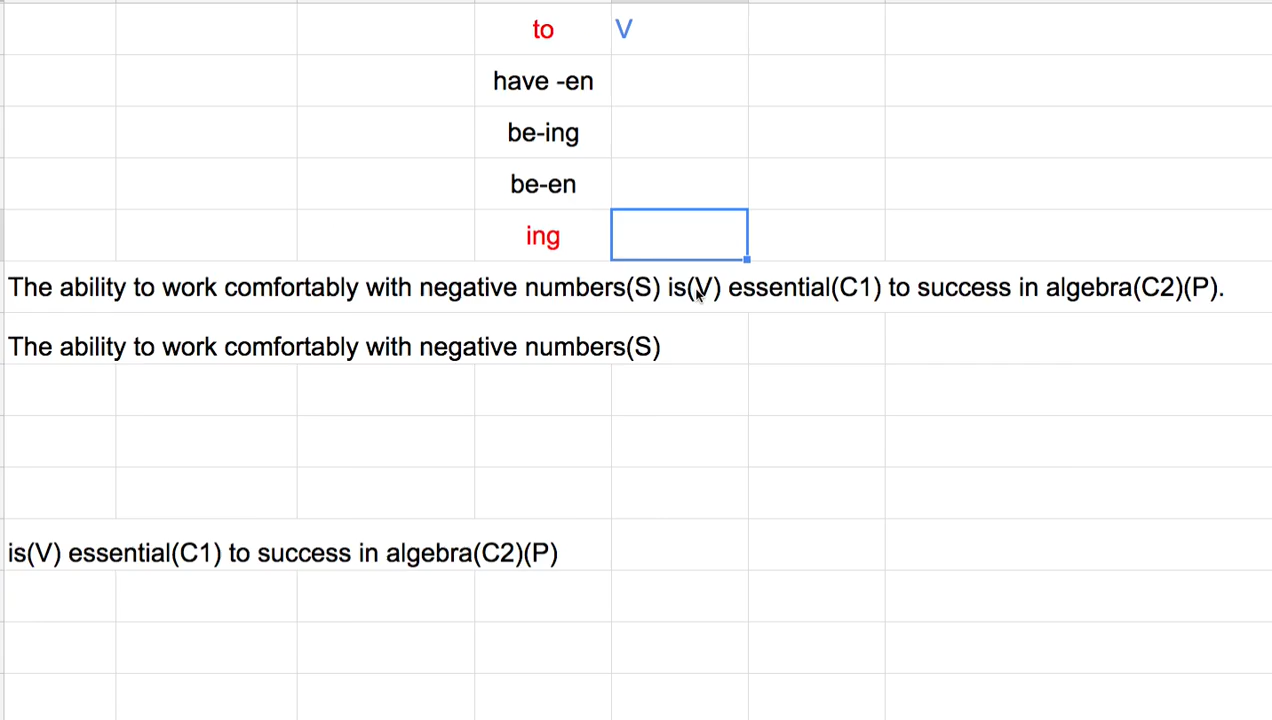 to V
have -en
be-ing
be-en
ing
The ability to work comfortably with negative numbers(S) is(V) essential(C1) to success in algebra(C2)(P).
The ability to work comfortably with negative numbers(S)
is(V) essential(C1) to success in algebra(C2)(P)